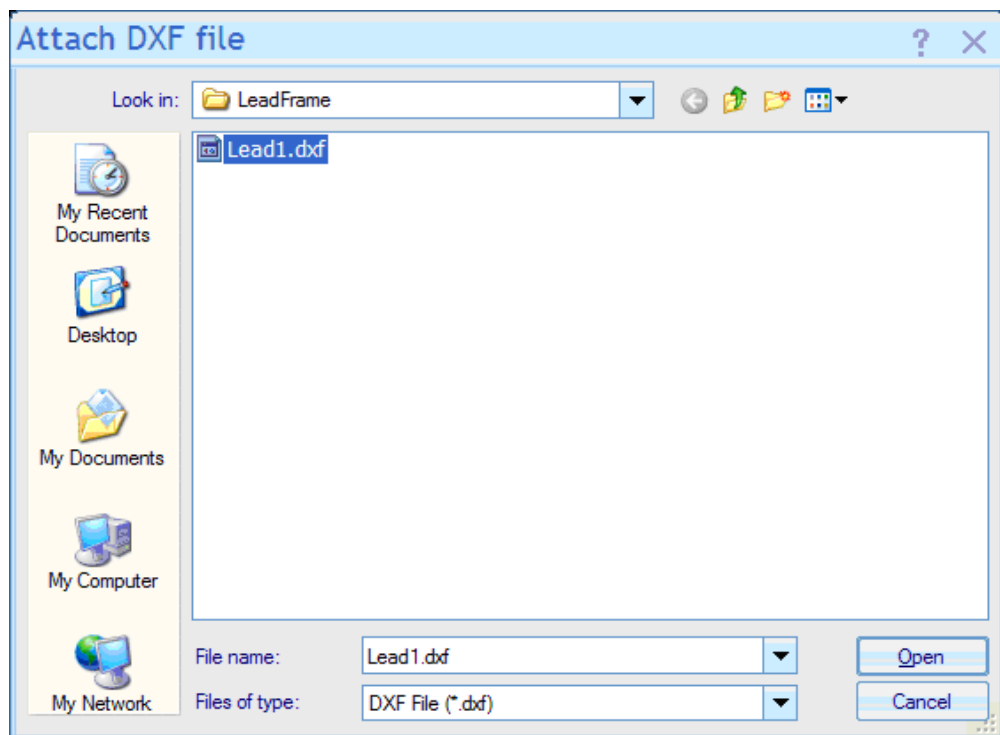 Attach DXF file
Look in:
LeadFrame
Lead1.dxf
My Recent
Documents
Desktop
My Documents
My Computer
My Network
File name:
Lead1.dxf
Open
Files of type:
DXF File (*.dxf)
Cancel